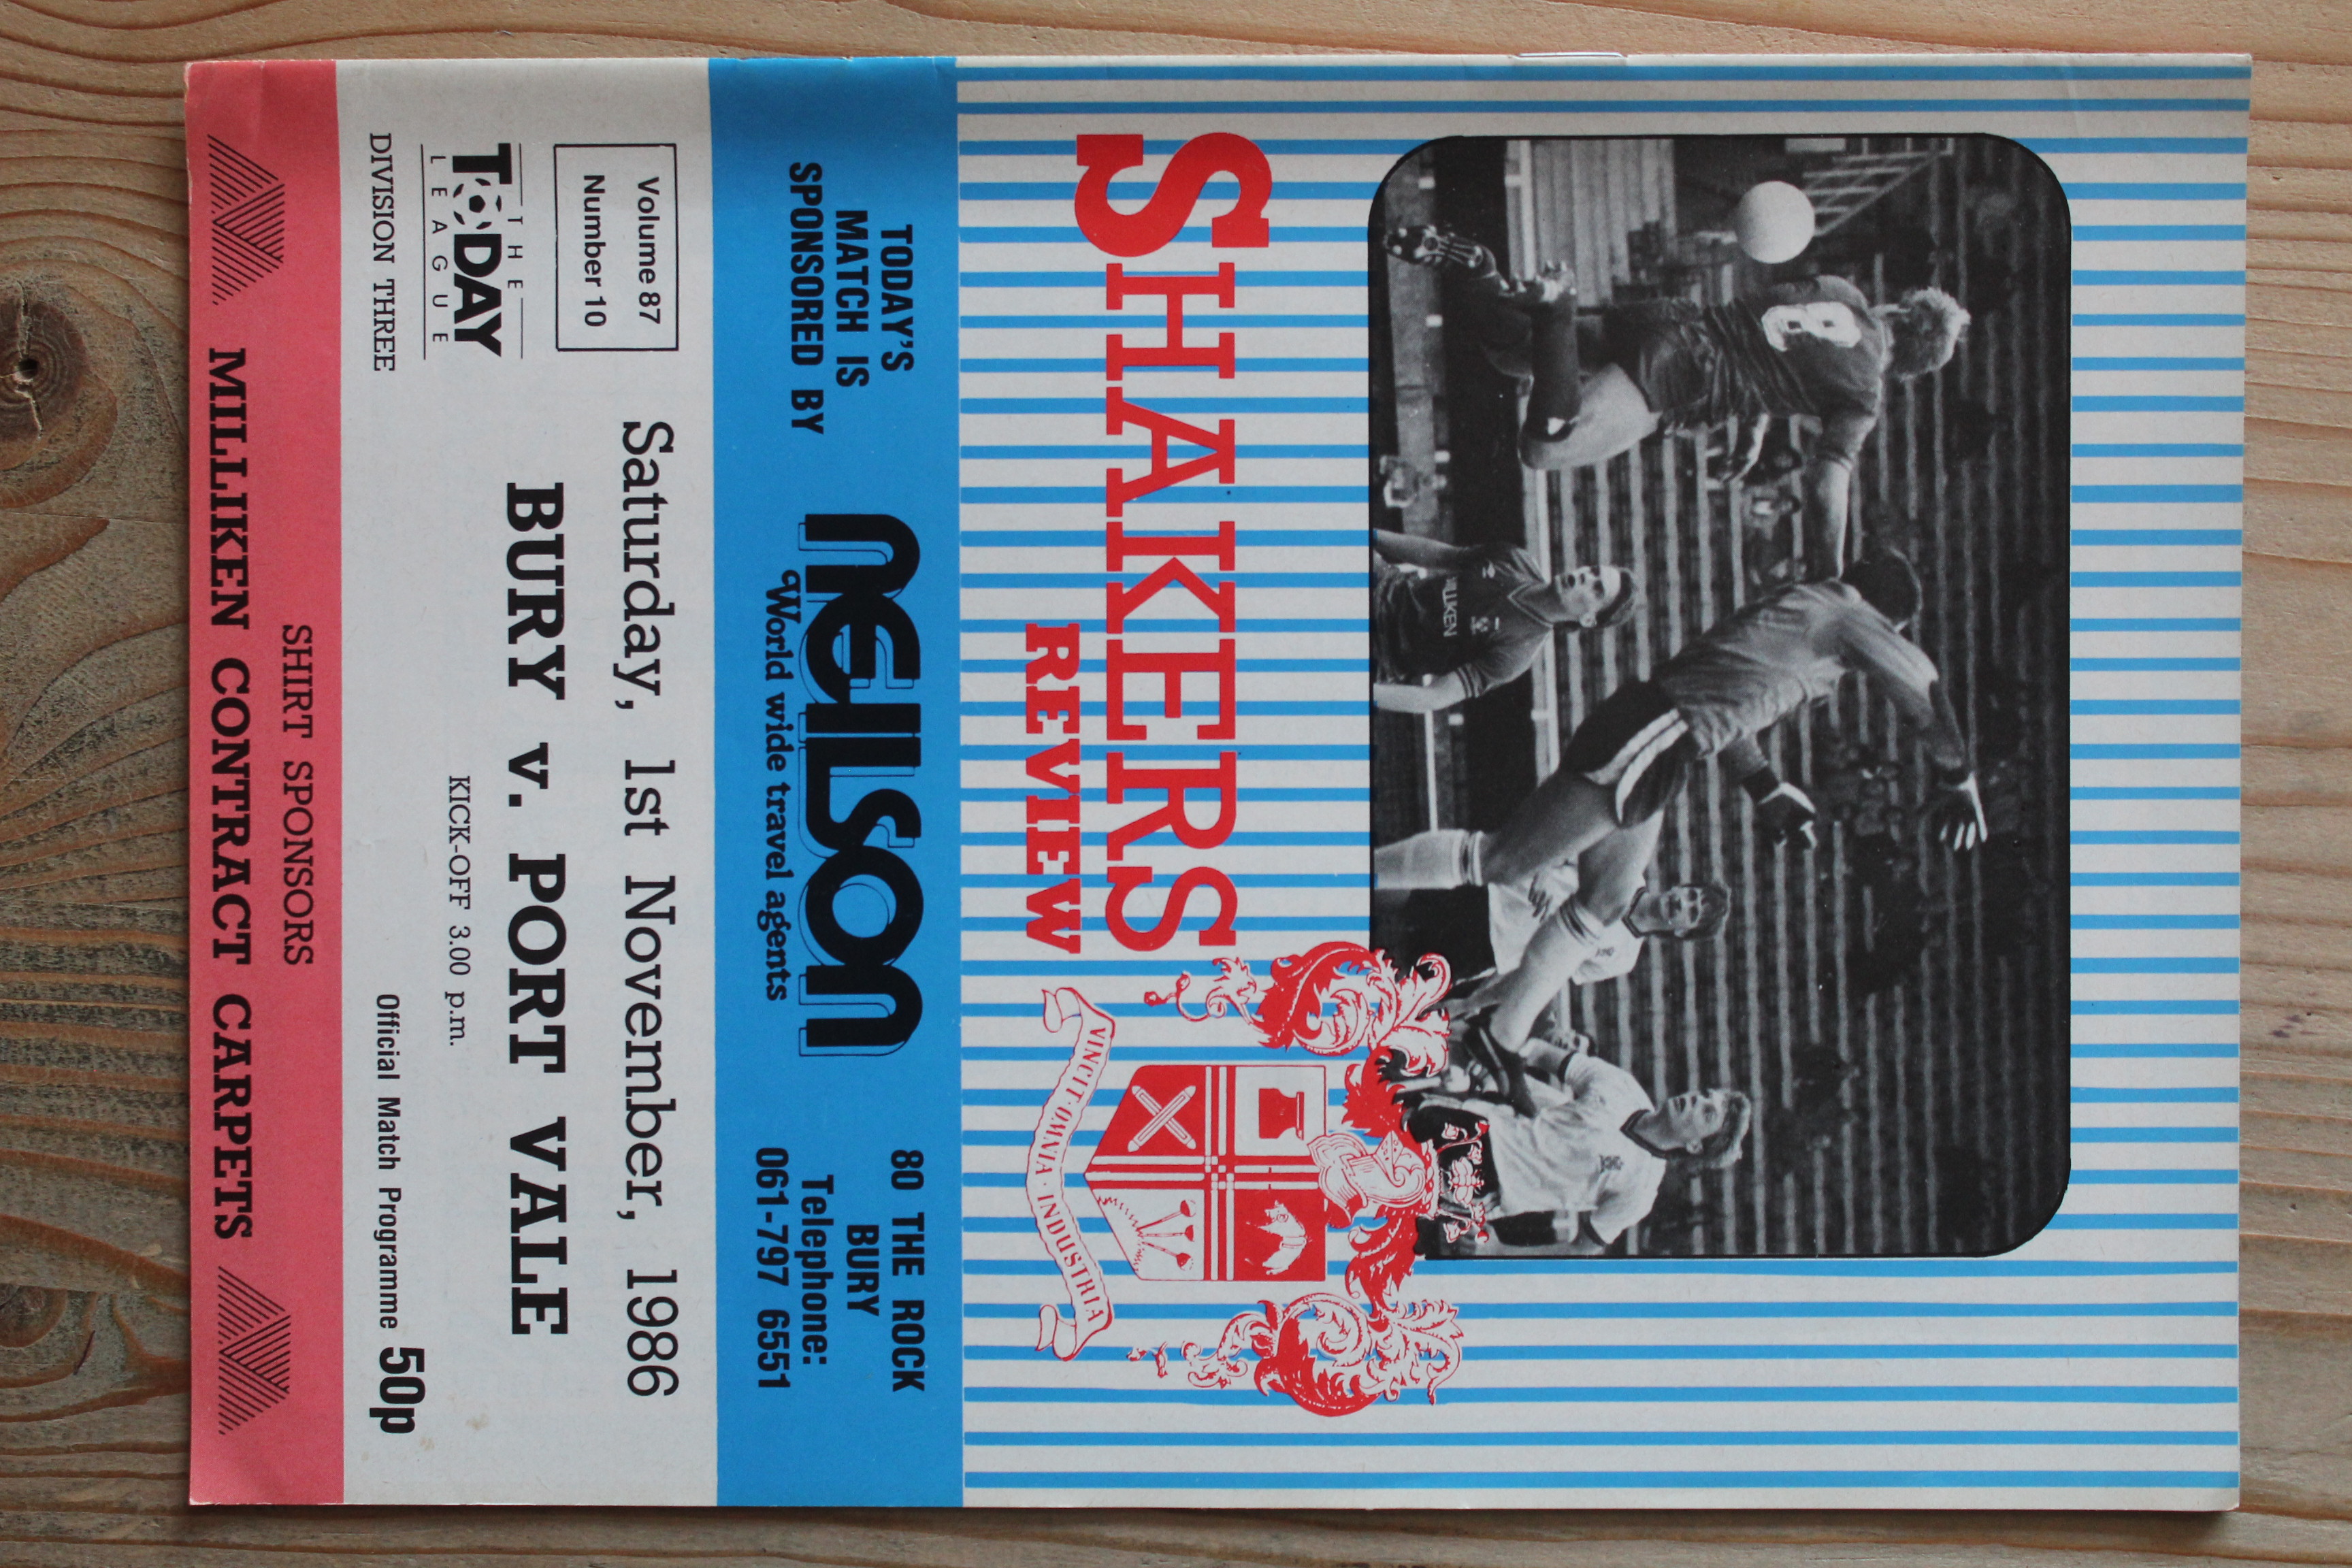 8
MILLIKEN
SHAKERS
REVIEW
VINCIT·OMNIA·INDUSTRIA
TODAY'S
MATCH IS
SPONSORED BY
neilson
World wide travel agents
80 THE ROCK
BURY
Telephone:
061-797 6551
Volume 87
Number 10
Saturday, 1st November, 1986
THE
TODAY
LEAGUE
DIVISION THREE
BURY v. PORT VALE
KICK-OFF 3.00 p.m.
Official Match Programme 50p
SHIRT SPONSORS
MILLIKEN CONTRACT CARPETS